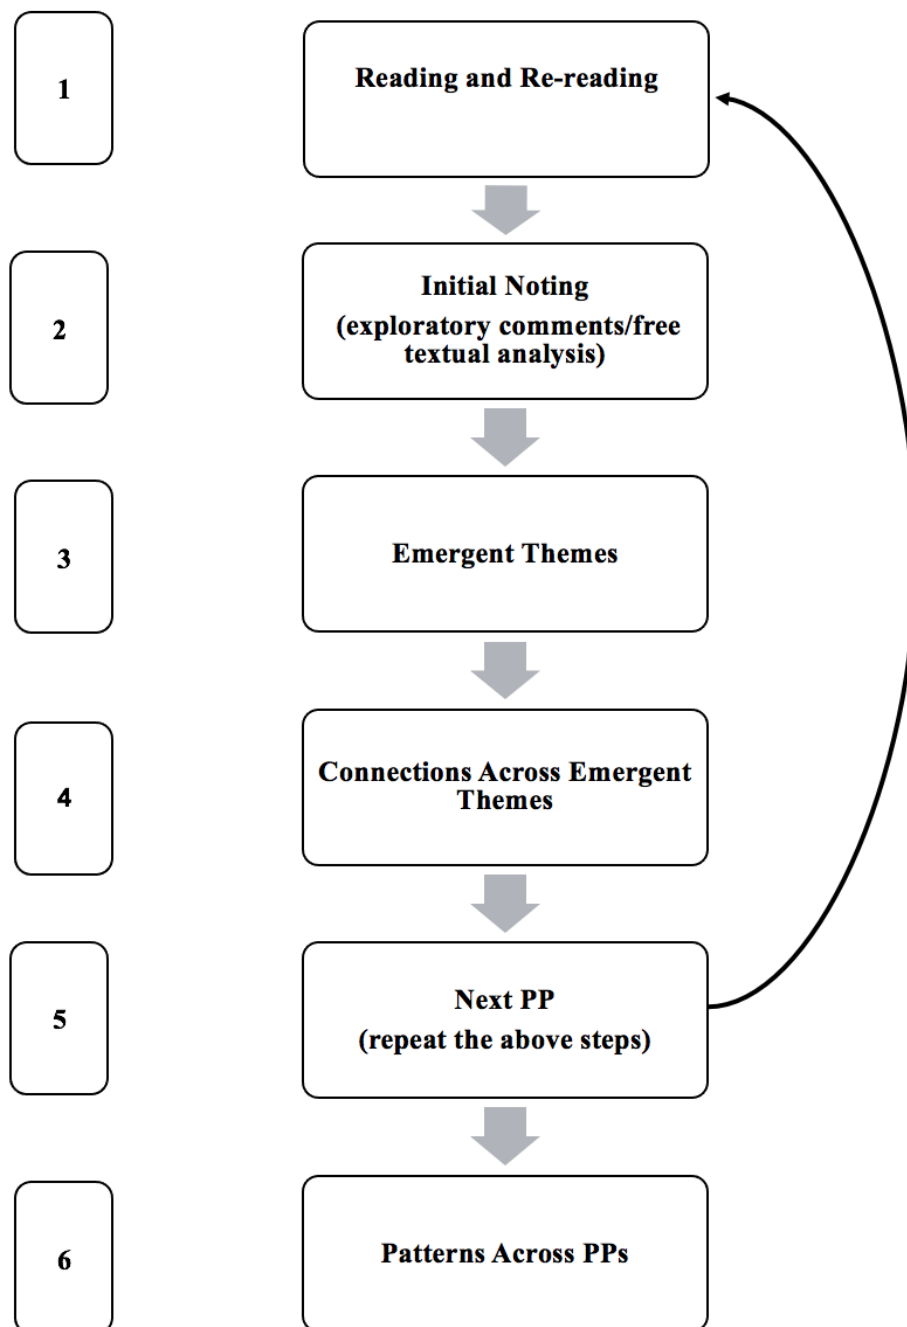 1
Reading and Re-reading
2
Initial Noting
(exploratory comments/free
textual analysis)
3
Emergent Themes
4
Connections Across Emergent
Themes
5
Next PP
(repeat the above steps)
6
Patterns Across PPs